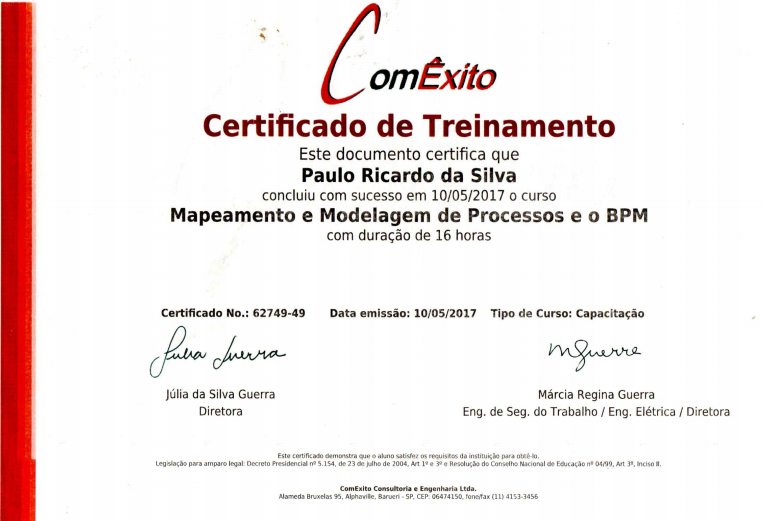 ComÊxito
Certificado de Treinamento
Este documento certifica que
Paulo Ricardo da Silva
concluiu com sucesso em 10/05/2017 o curso
Mapeamento e Modelagem de Processos e o BPM
com duração de 16 horas
Certificado No.: 62749-49 Data emissão: 10/05/2017 Tipo de Curso: Capacitação
Julia Guerra MGuerra
Júlia da Silva Guerra Márcia Regina Guerra
Diretora Eng. de Seg. do Trabalho / Eng. Elétrica / Diretora
Este certificado demonstra que o aluno satisfez os requisitos da instituição para obtê-lo.
Legislação para amparo legal: Decreto Presidencial nº 5.154, de 23 de julho de 2004, Art 1º e 3º e Resolução do Conselho Nacional de Educação nº 04/99, Art 3º, Inciso II.
ComExito Consultoria e Engenharia Ltda.
Alameda Bruxelas 95, Alphaville, Barueri - SP, CEP: 06474150, fone/fax (11) 4153-3456